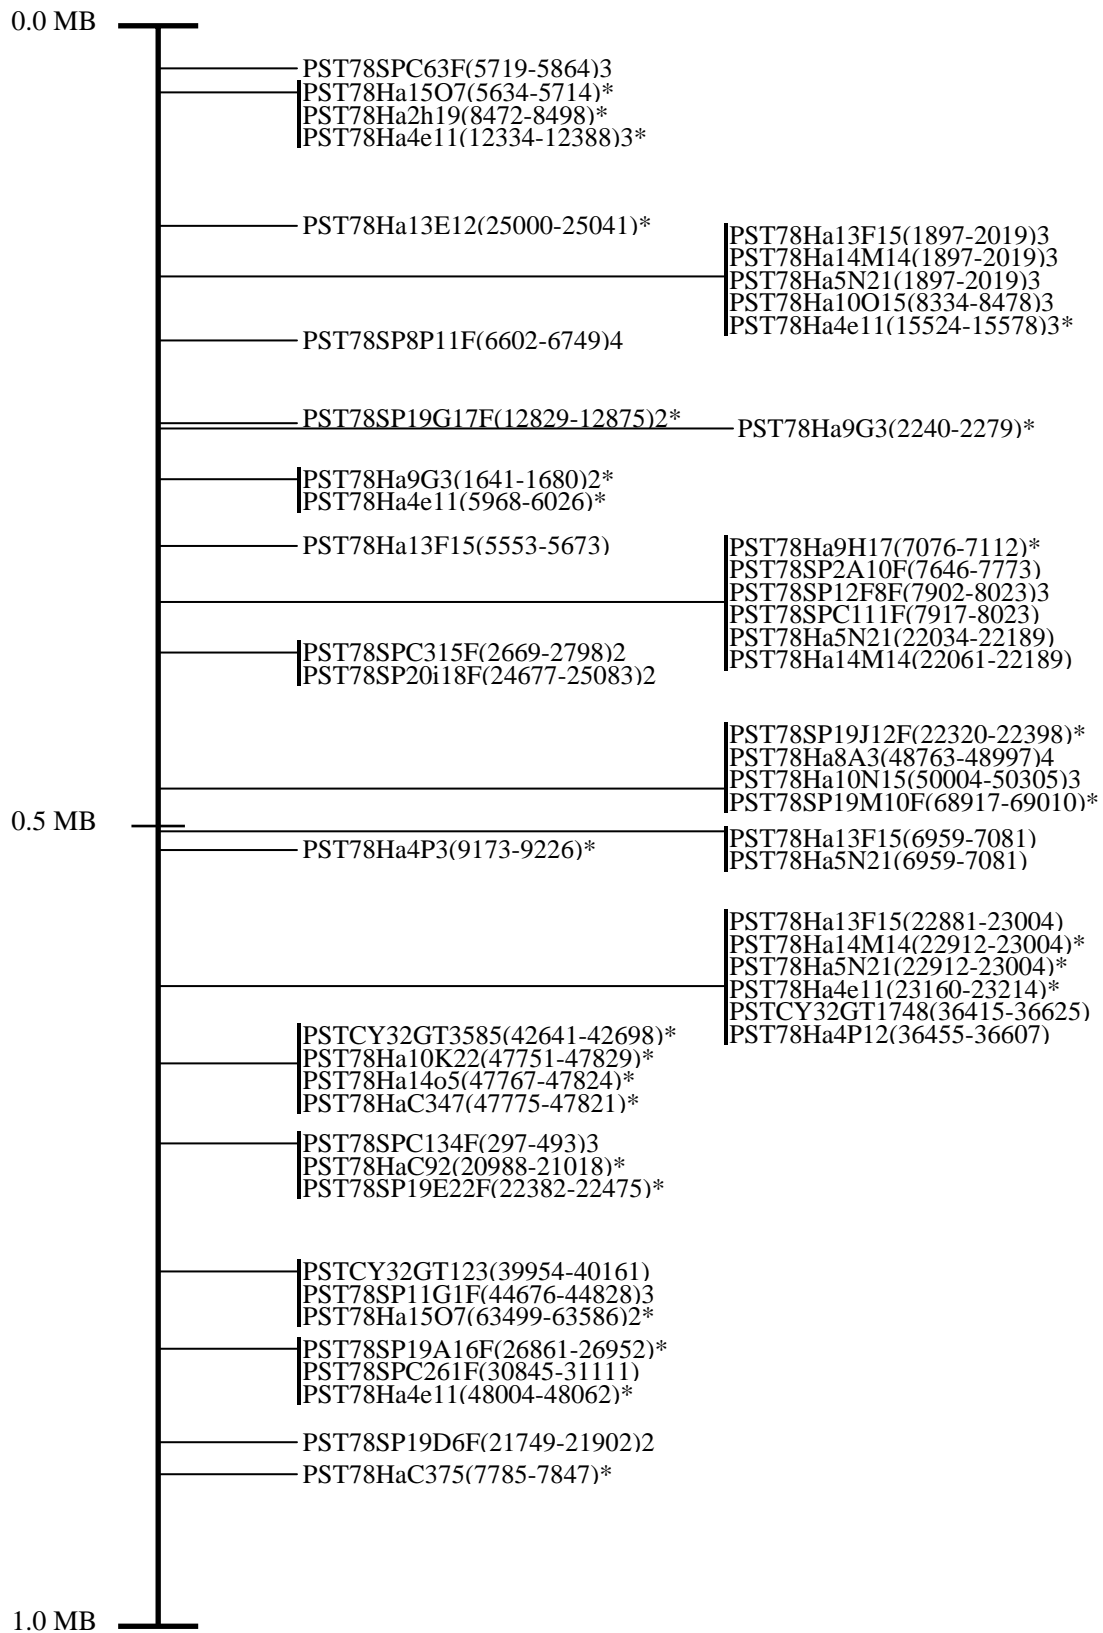 0.0 MB
PST78SPC63F(5719-5864)3
PST78Ha15O7(5634-5714)*
PST78Ha2h19(8472-8498)*
PST78Ha4e11(12334-12388)3*
PST78Ha13E12(25000-25041)*
PST78Ha13F15(1897-2019)3
PST78Ha14M14(1897-2019)3
PST78Ha5N21(1897-2019)3
PST78Ha10O15(8334-8478)3
PST78Ha4e11(15524-15578)3*
PST78SP8P11F(6602-6749)4
PST78SP19G17F(12829-12875)2*
PST78Ha9G3(2240-2279)*
PST78Ha9G3(1641-1680)2*
PST78Ha4e11(5968-6026)*
PST78Ha13F15(5553-5673)
PST78Ha9H17(7076-7112)*
PST78SP2A10F(7646-7773)
PST78SP12F8F(7902-8023)3
PST78SPC111F(7917-8023)
PST78Ha5N21(22034-22189)
PST78Ha14M14(22061-22189)
PST78SPC315F(2669-2798)2
PST78SP20i18F(24677-25083)2
PST78SP19J12F(22320-22398)*
PST78Ha8A3(48763-48997)4
PST78Ha10N15(50004-50305)3
PST78SP19M10F(68917-69010)*
0.5 MB
PST78Ha13F15(6959-7081)
PST78Ha5N21(6959-7081)
PST78Ha4P3(9173-9226)*
PST78Ha13F15(22881-23004)
PST78Ha14M14(22912-23004)*
PST78Ha5N21(22912-23004)*
PST78Ha4e11(23160-23214)*
PSTCY32GT1748(36415-36625)
PST78Ha4P12(36455-36607)
PSTCY32GT3585(42641-42698)*
PST78Ha10K22(47751-47829)*
PST78Ha14o5(47767-47824)*
PST78HaC347(47775-47821)*
PST78SPC134F(297-493)3
PST78HaC92(20988-21018)*
PST78SP19E22F(22382-22475)*
PSTCY32GT123(39954-40161)
PST78SP11G1F(44676-44828)3
PST78Ha15O7(63499-63586)2*
PST78SP19A16F(26861-26952)*
PST78SPC261F(30845-31111)
PST78Ha4e11(48004-48062)*
PST78SP19D6F(21749-21902)2
PST78HaC375(7785-7847)*
1.0 MB